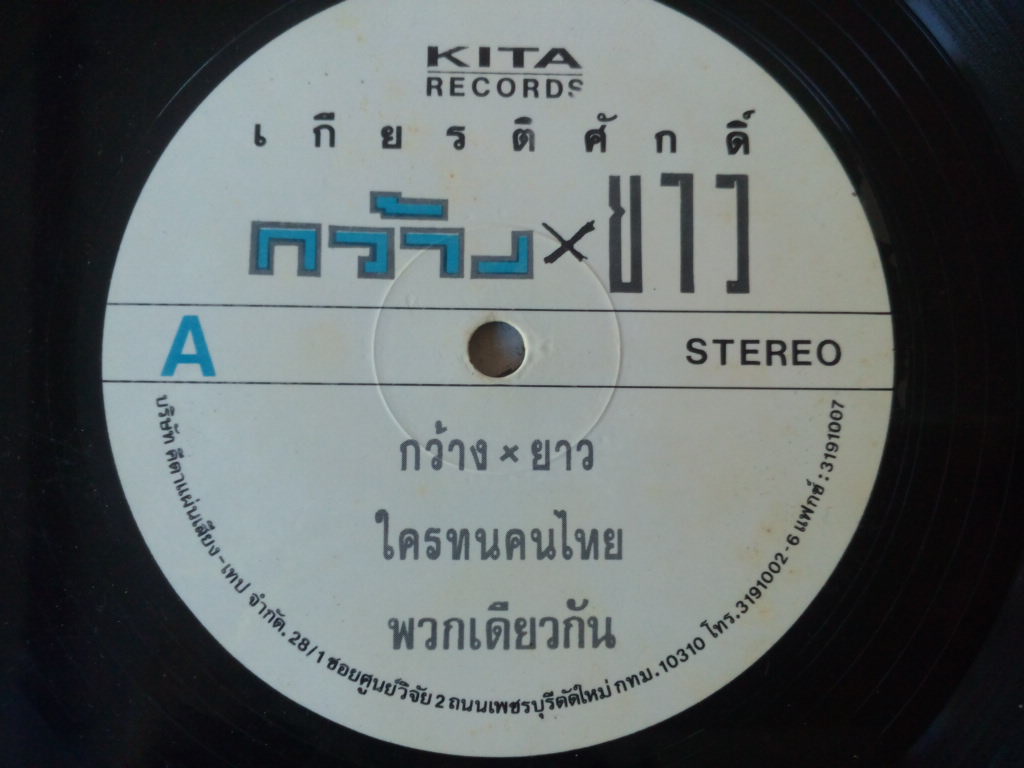 KITA
RECORDS
เกียรติศักดิ์
กว้าง×ยาว
A
STEREO
กว้าง×ยาว
ใครทนคนไทย
พวกเดียวกัน
บริษัท คีตาแผ่นเสียง-เทป จำกัด. 28/1 ซอยศูนย์วิจัย 2 ถนนเพชรบุรีตัดใหม่ กทม. 10310 โทร.3191002-6 แฟกซ์ : 3191007